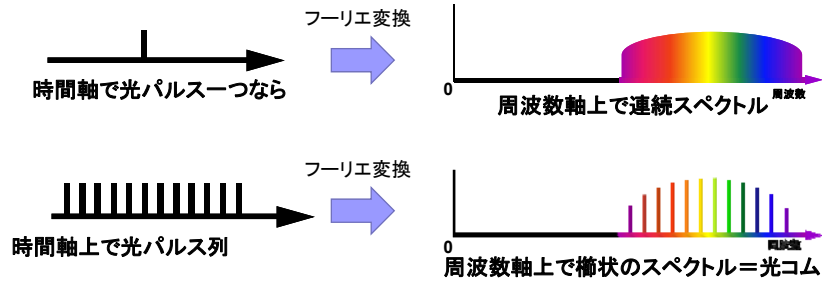 フーリエ変換
時間軸で光パルス一つなら
0
周波数
周波数軸上で連続スペクトル
フーリエ変換
時間軸上で光パルス列
0
周波数
周波数軸上で櫛状のスペクトル＝光コム